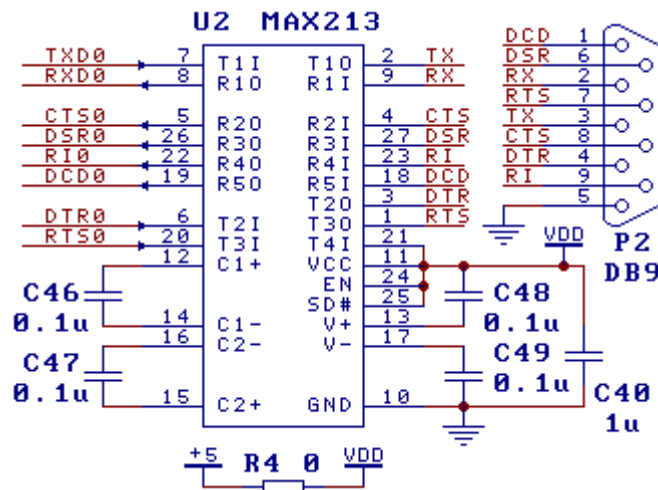 U2 MAX213
TXD0 7 T1I T1O 2 TX
RXD0 8 R1O R1I 9 RX
CTS0 5 R2O R2I 4 CTS
DSR0 26 R3O R3I 27 DSR
RI0 22 R4O R4I 23 RI
DCD0 19 R5O R5I 18 DCD
T2O 3 DTR
DTR0 6 T2I T3O 1 RTS
RTS0 20 T3I T4I 21
12 C1+ VCC 11
EN 24
SD# 25
14 C1- V+ 13
16 C2- V- 17
15 C2+ GND 10
C46
0.1u
C47
0.1u
C48
0.1u
C49
0.1u
C40
1u
DCD 1
DSR 6
RX 2
RTS 7
TX 3
CTS 8
DTR 4
RI 9
5
P2
DB9
VDD
+5 R4 0 VDD